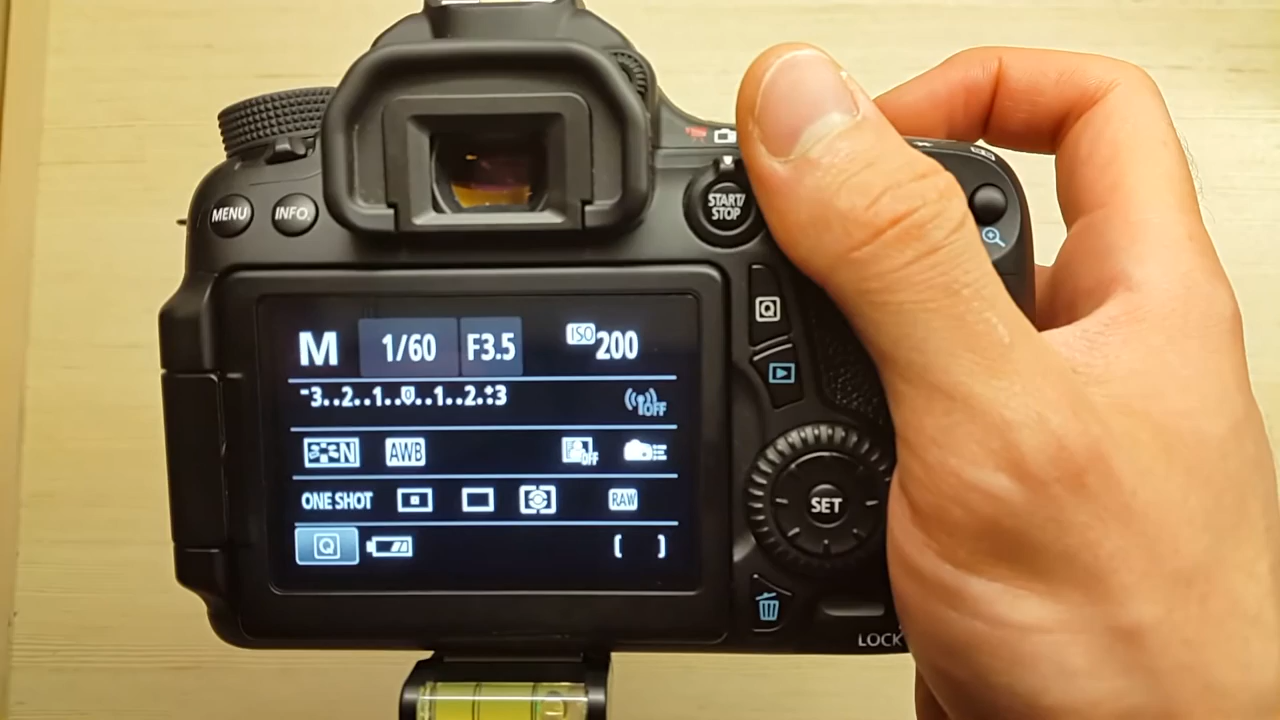 MENU
INFO.
START/
STOP
Q
M 1/60 F3.5 ISO 200
-3..2..1..0..1..2.:+3
OFF
N AWB OFF
ONE SHOT RAW
Q [ ]
SET
LOCK